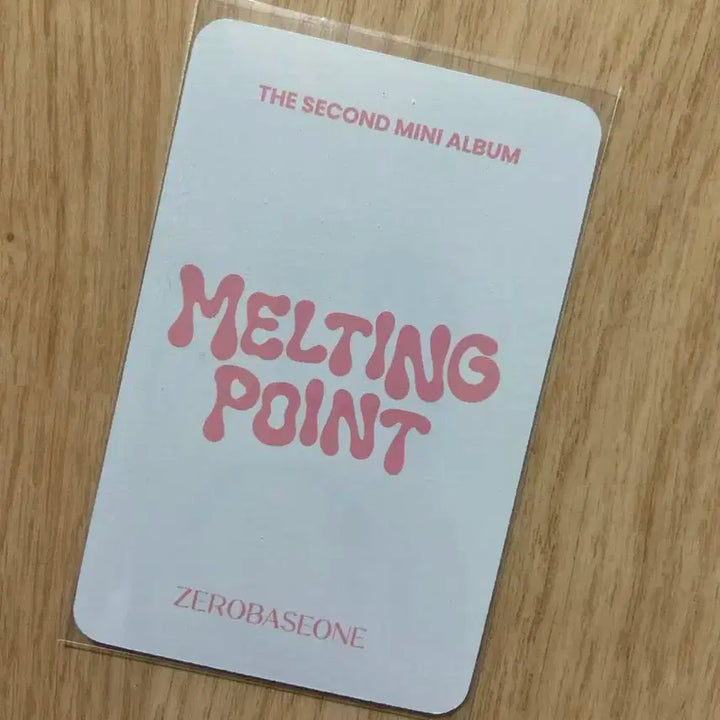 THE SECOND MINI ALBUM
MELTING
POINT
ZEROBASEONE